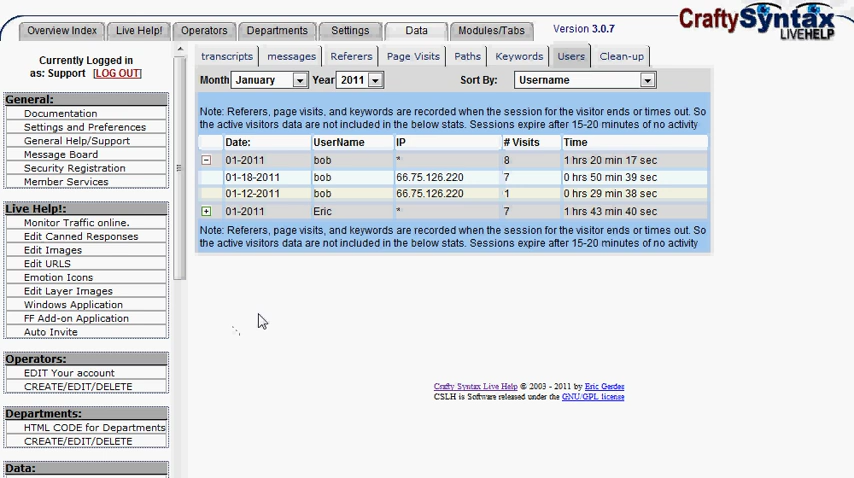 Overview Index Live Help! Operators Departments Settings Data Modules/Tabs Version 3.0.7
CraftySyntax
LIVEHELP
Currently Logged in
as: Support [LOG OUT]
General:
Documentation
Settings and Preferences
General Help/Support
Message Board
Security Registration
Member Services
Live Help!:
Monitor Traffic online.
Edit Canned Responses
Edit Images
Edit URLS
Emotion Icons
Edit Layer Images
Windows Application
FF Add-on Application
Auto Invite
Operators:
EDIT Your account
CREATE/EDIT/DELETE
Departments:
HTML CODE for Departments
CREATE/EDIT/DELETE
Data:
transcripts messages Referers Page Visits Paths Keywords Users Clean-up
Month January Year 2011 Sort By: Username
Note: Referers, page visits, and keywords are recorded when the session for the visitor ends or times out. So
the active visitors data are not included in the below stats. Sessions expire after 15-20 minutes of no activity
Date: UserName IP # Visits Time
01-2011 bob * 8 1 hrs 20 min 17 sec
01-18-2011 bob 66.75.126.220 7 0 hrs 50 min 39 sec
01-12-2011 bob 66.75.126.220 1 0 hrs 29 min 38 sec
01-2011 Eric * 7 1 hrs 43 min 40 sec
Note: Referers, page visits, and keywords are recorded when the session for the visitor ends or times out. So
the active visitors data are not included in the below stats. Sessions expire after 15-20 minutes of no activity
Crafty Syntax Live Help © 2003 - 2011 by Eric Gerdes
CSLH is Software released under the GNU/GPL license